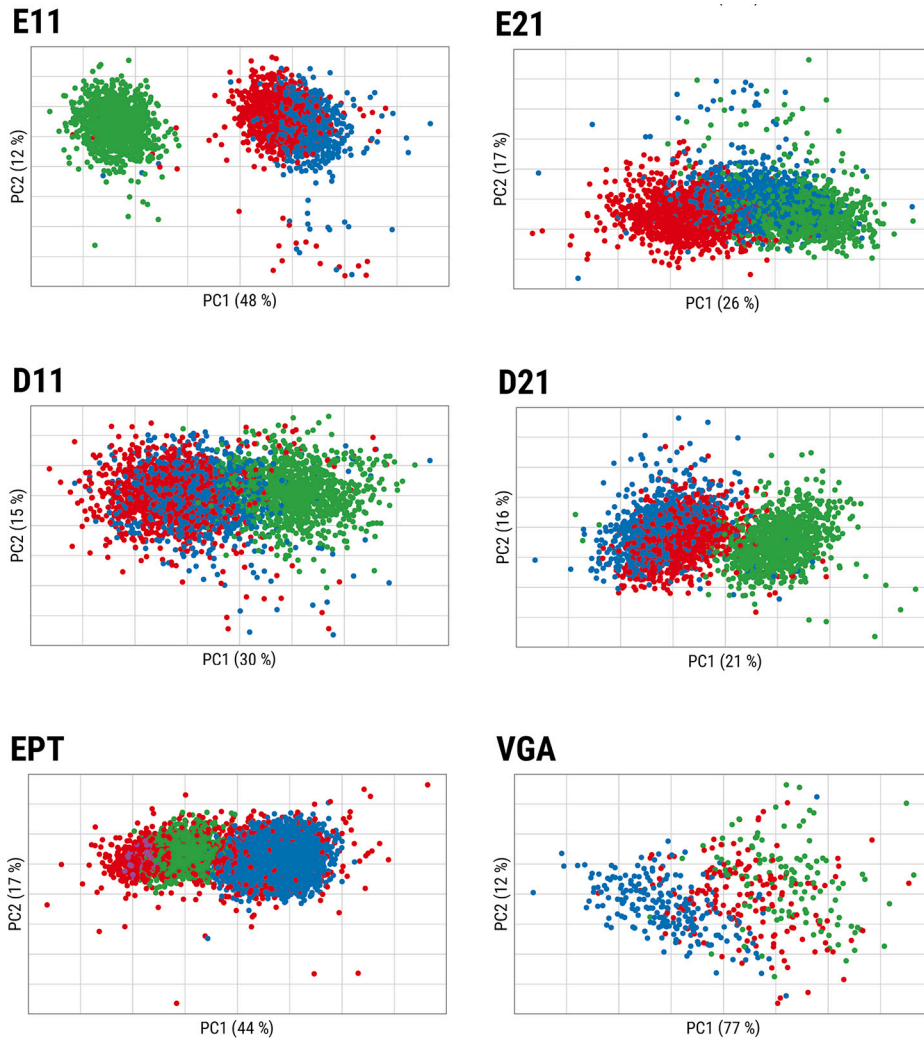 E11
PC2 (12 %)
PC1 (48 %)
E21
PC2 (17 %)
PC1 (26 %)
D11
PC2 (15 %)
PC1 (30 %)
D21
PC2 (16 %)
PC1 (21 %)
EPT
PC2 (17 %)
PC1 (44 %)
VGA
PC2 (12 %)
PC1 (77 %)